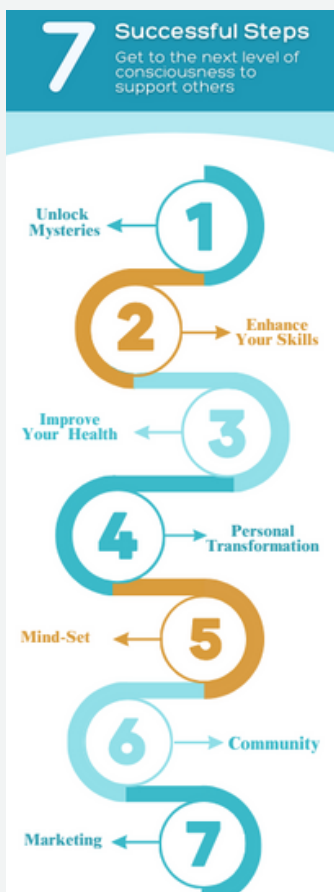 7
Successful Steps
Get to the next level of
consciousness to
support others
1
Unlock
Mysteries
2
Enhance
Your Skills
3
Improve
Your Health
4
Personal
Transformation
5
Mind-Set
6
Community
7
Marketing